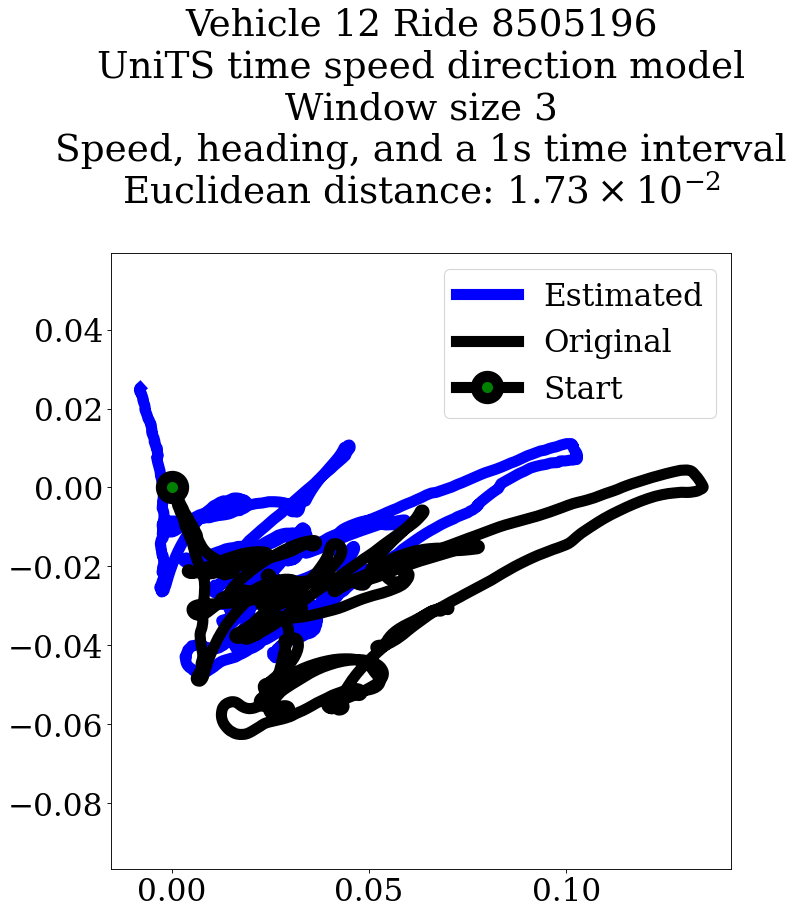 Vehicle 12 Ride 8505196
UniTS time speed direction model
Window size 3
Speed, heading, and a 1s time interval
Euclidean distance: 1.73 × 10⁻²
Estimated
Original
Start
0.04
0.02
0.00
−0.02
−0.04
−0.06
−0.08
0.00 0.05 0.10